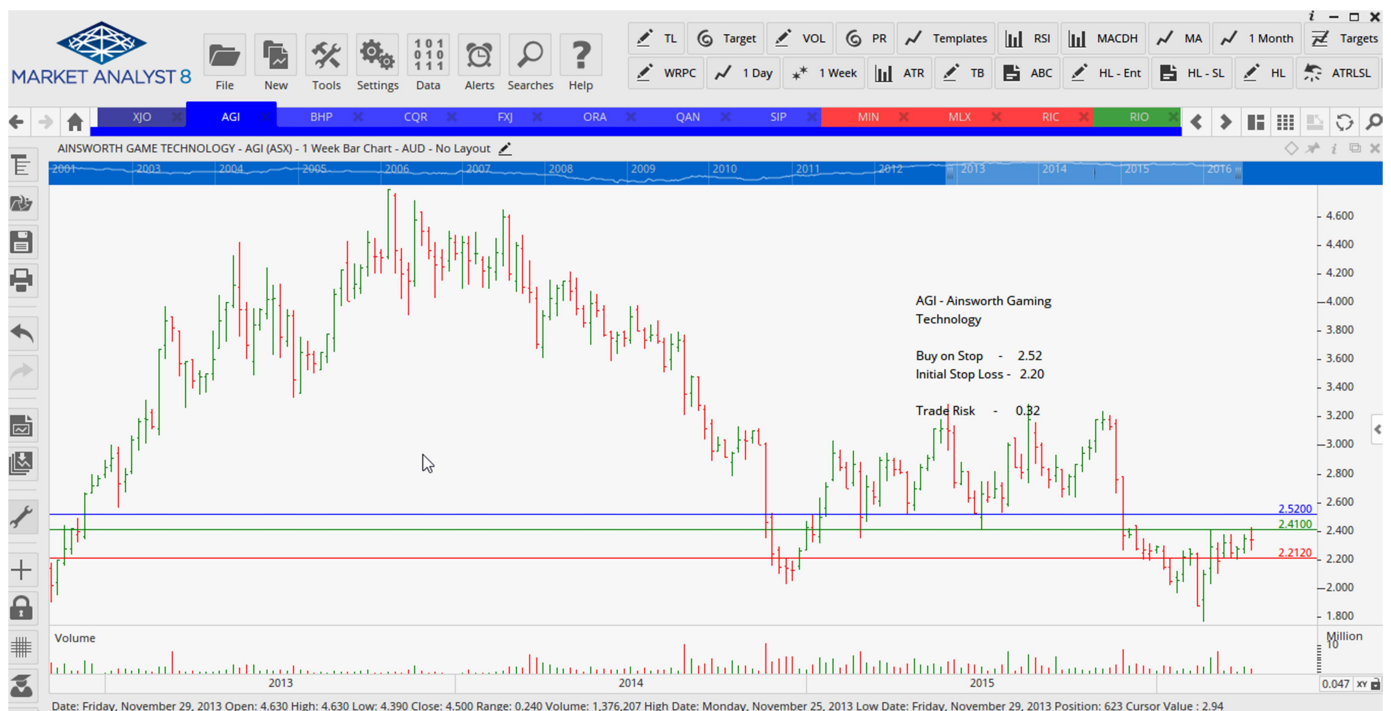 MARKET ANALYST 8
File New Tools Settings Data Alerts Searches Help
TL Target VOL PR Templates RSI MACDH MA 1 Month Targets
WRPC 1 Day 1 Week ATR TB ABC HL - Ent HL - SL HL ATRLSL
XJO AGI BHP CQR FXJ ORA QAN SIP MIN MLX RIC RIO
AINSWORTH GAME TECHNOLOGY - AGI (ASX) - 1 Week Bar Chart - AUD - No Layout
2001 2003 2004 2005 2006 2007 2008 2009 2010 2011 2012 2013 2014 2015 2016
4.600
4.400
4.200
4.000
3.800
3.600
3.400
3.200
3.000
2.800
2.600
2.400
2.200
2.000
1.800
AGI - Ainsworth Gaming
Technology
Buy on Stop - 2.52
Initial Stop Loss - 2.20
Trade Risk - 0.32
2.5200
2.4100
2.2120
Volume
Million
10
2013 2014 2015
0.047 XY
Date: Friday, November 29, 2013 Open: 4.630 High: 4.630 Low: 4.390 Close: 4.500 Range: 0.240 Volume: 1,376,207 High Date: Monday, November 25, 2013 Low Date: Friday, November 29, 2013 Position: 623 Cursor Value : 2.94